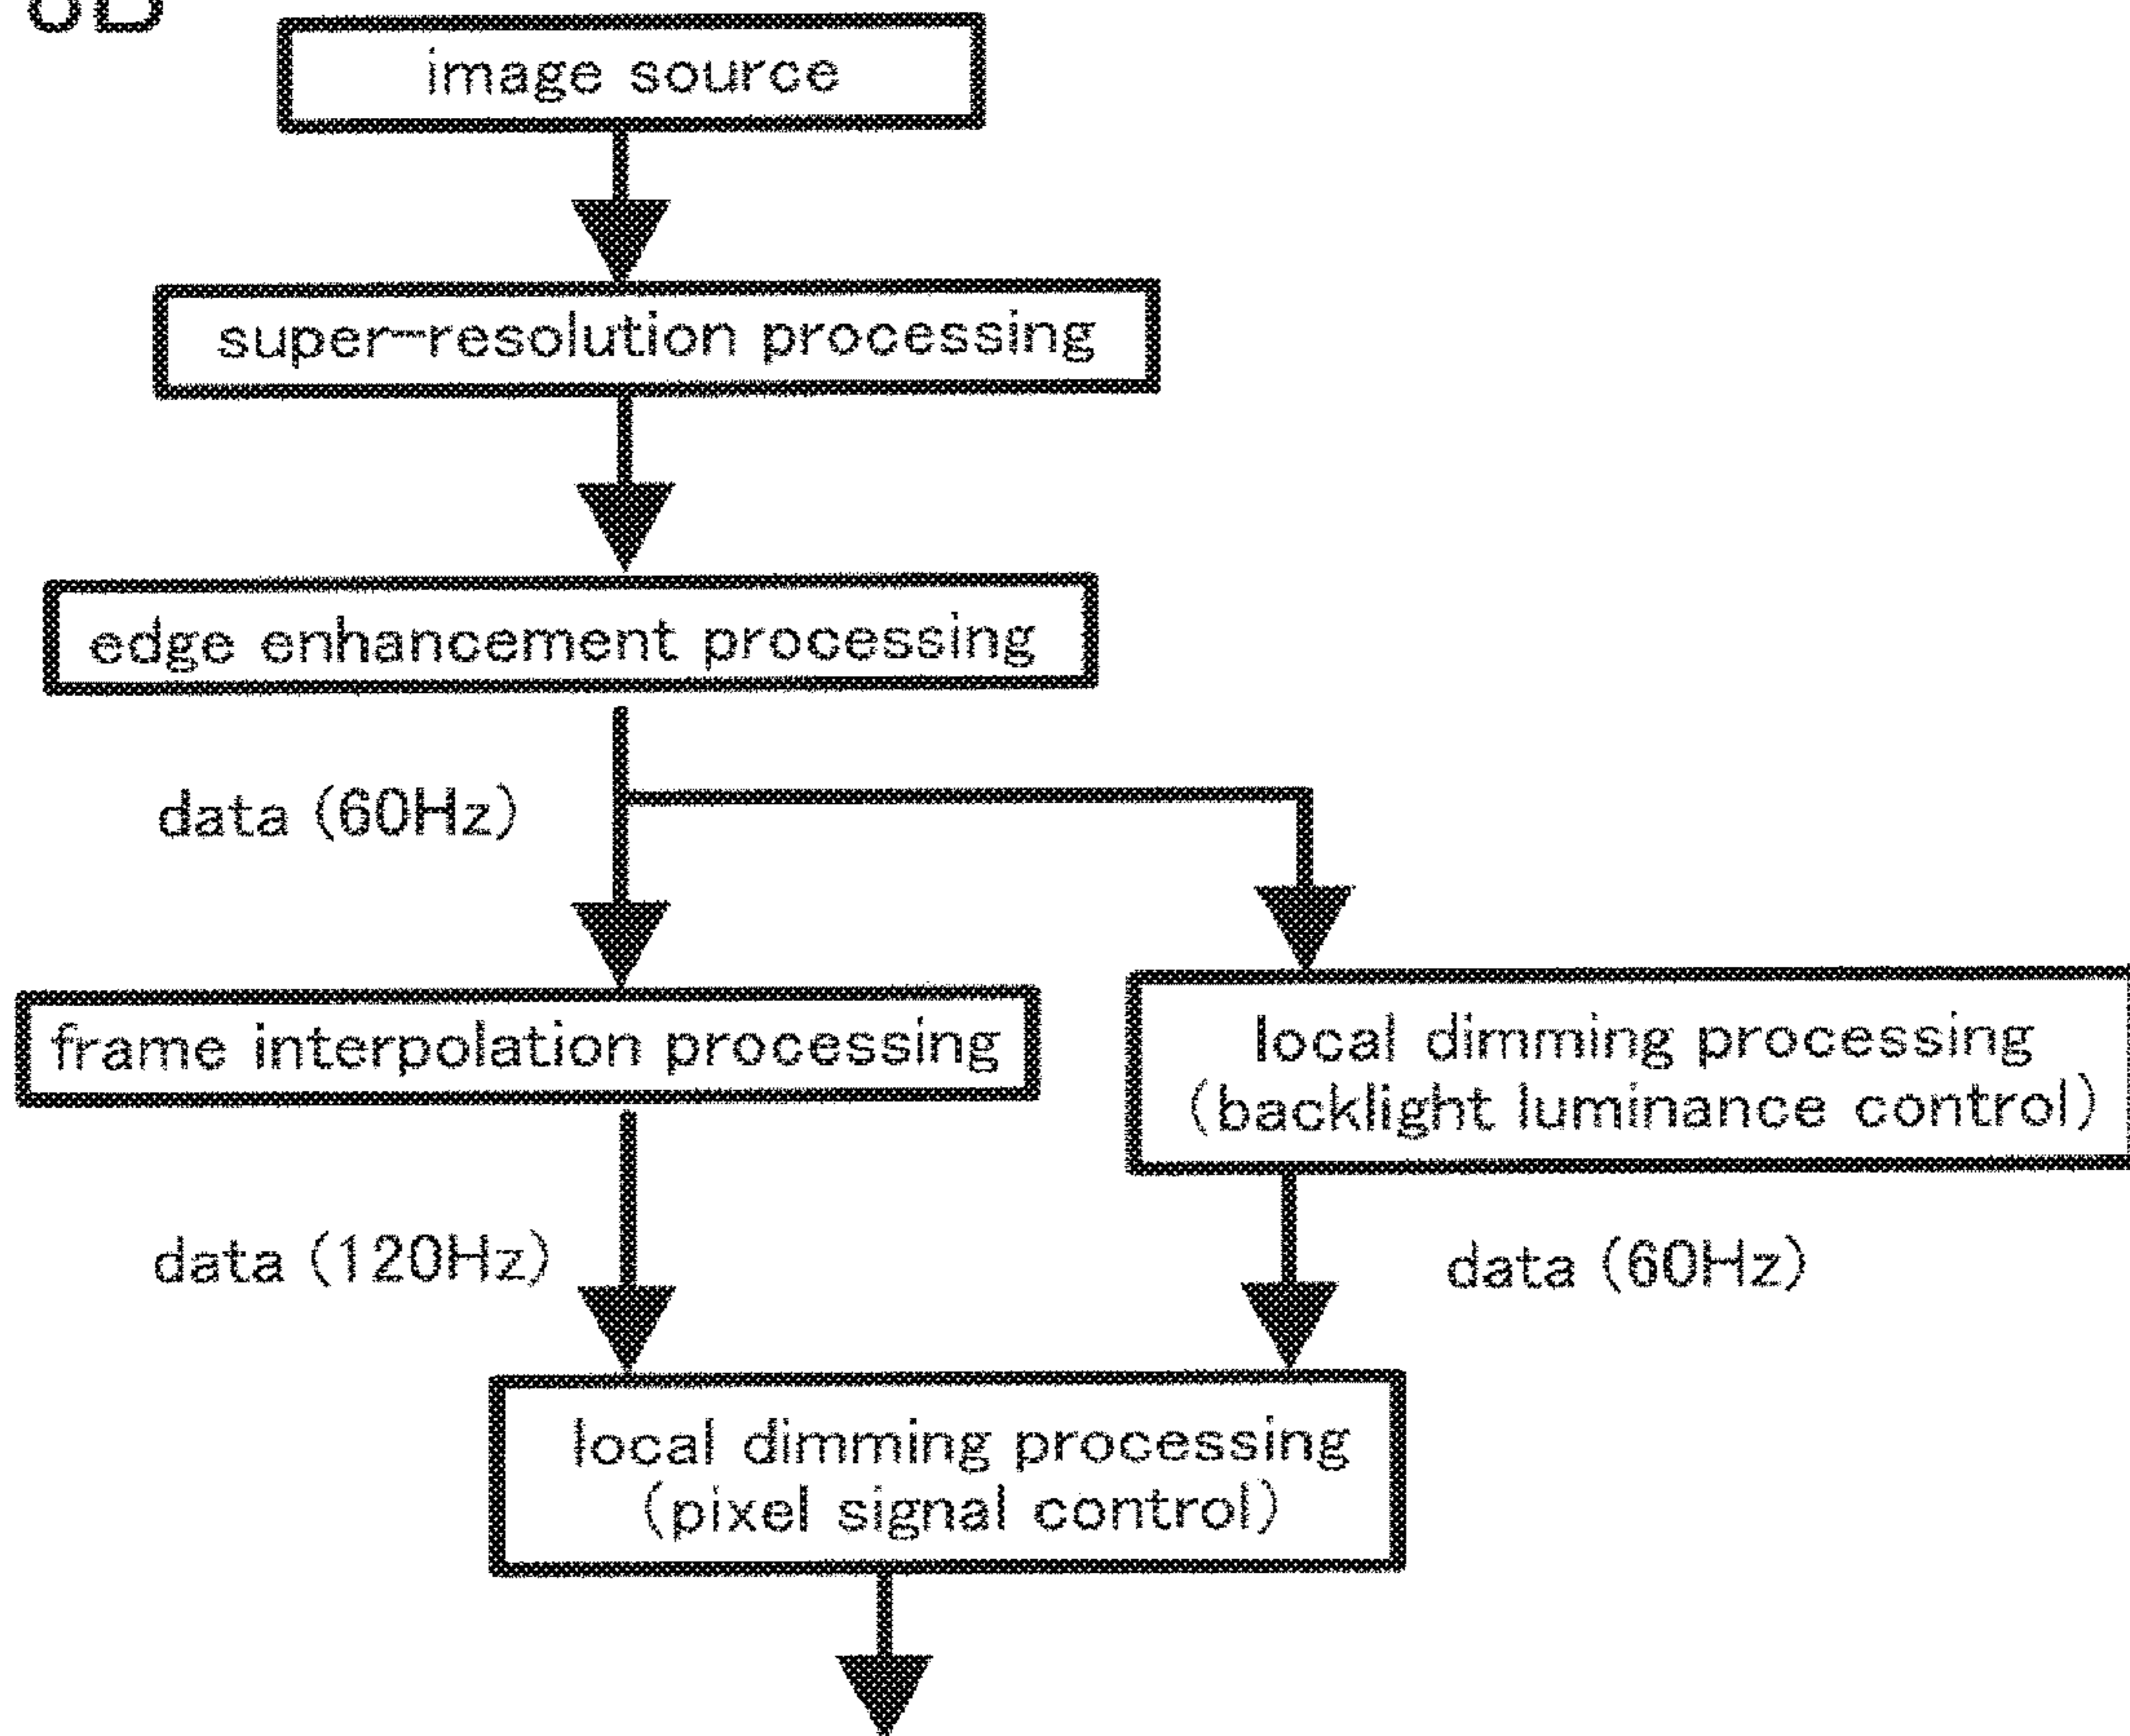 image source
super-resolution processing
edge enhancement processing
data (60Hz)
frame interpolation processing
local dimming processing
(backlight luminance control)
data (120Hz)
data (60Hz)
local dimming processing
(pixel signal control)